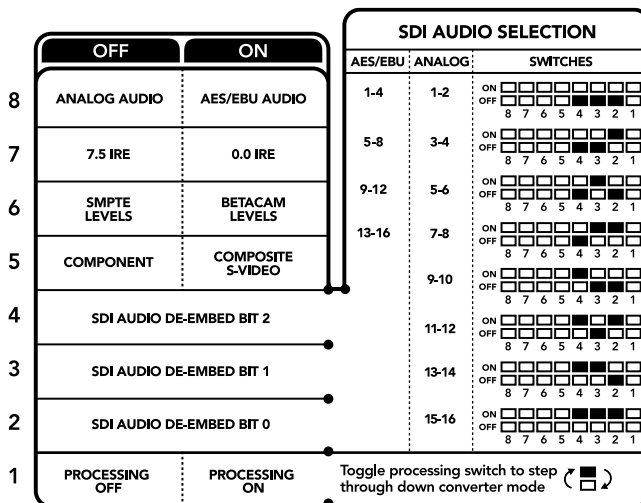 OFF ON
8 ANALOG AUDIO AES/EBU AUDIO
7 7.5 IRE 0.0 IRE
6 SMPTE LEVELS BETACAM LEVELS
5 COMPONENT COMPOSITE S-VIDEO
4 SDI AUDIO DE-EMBED BIT 2
3 SDI AUDIO DE-EMBED BIT 1
2 SDI AUDIO DE-EMBED BIT 0
1 PROCESSING OFF PROCESSING ON
SDI AUDIO SELECTION
AES/EBU ANALOG SWITCHES
1-4 1-2 ON OFF
8 7 6 5 4 3 2 1
5-8 3-4 ON OFF
8 7 6 5 4 3 2 1
9-12 5-6 ON OFF
8 7 6 5 4 3 2 1
13-16 7-8 ON OFF
8 7 6 5 4 3 2 1
9-10 ON OFF
8 7 6 5 4 3 2 1
11-12 ON OFF
8 7 6 5 4 3 2 1
13-14 ON OFF
8 7 6 5 4 3 2 1
15-16 ON OFF
8 7 6 5 4 3 2 1
Toggle processing switch to step
through down converter mode